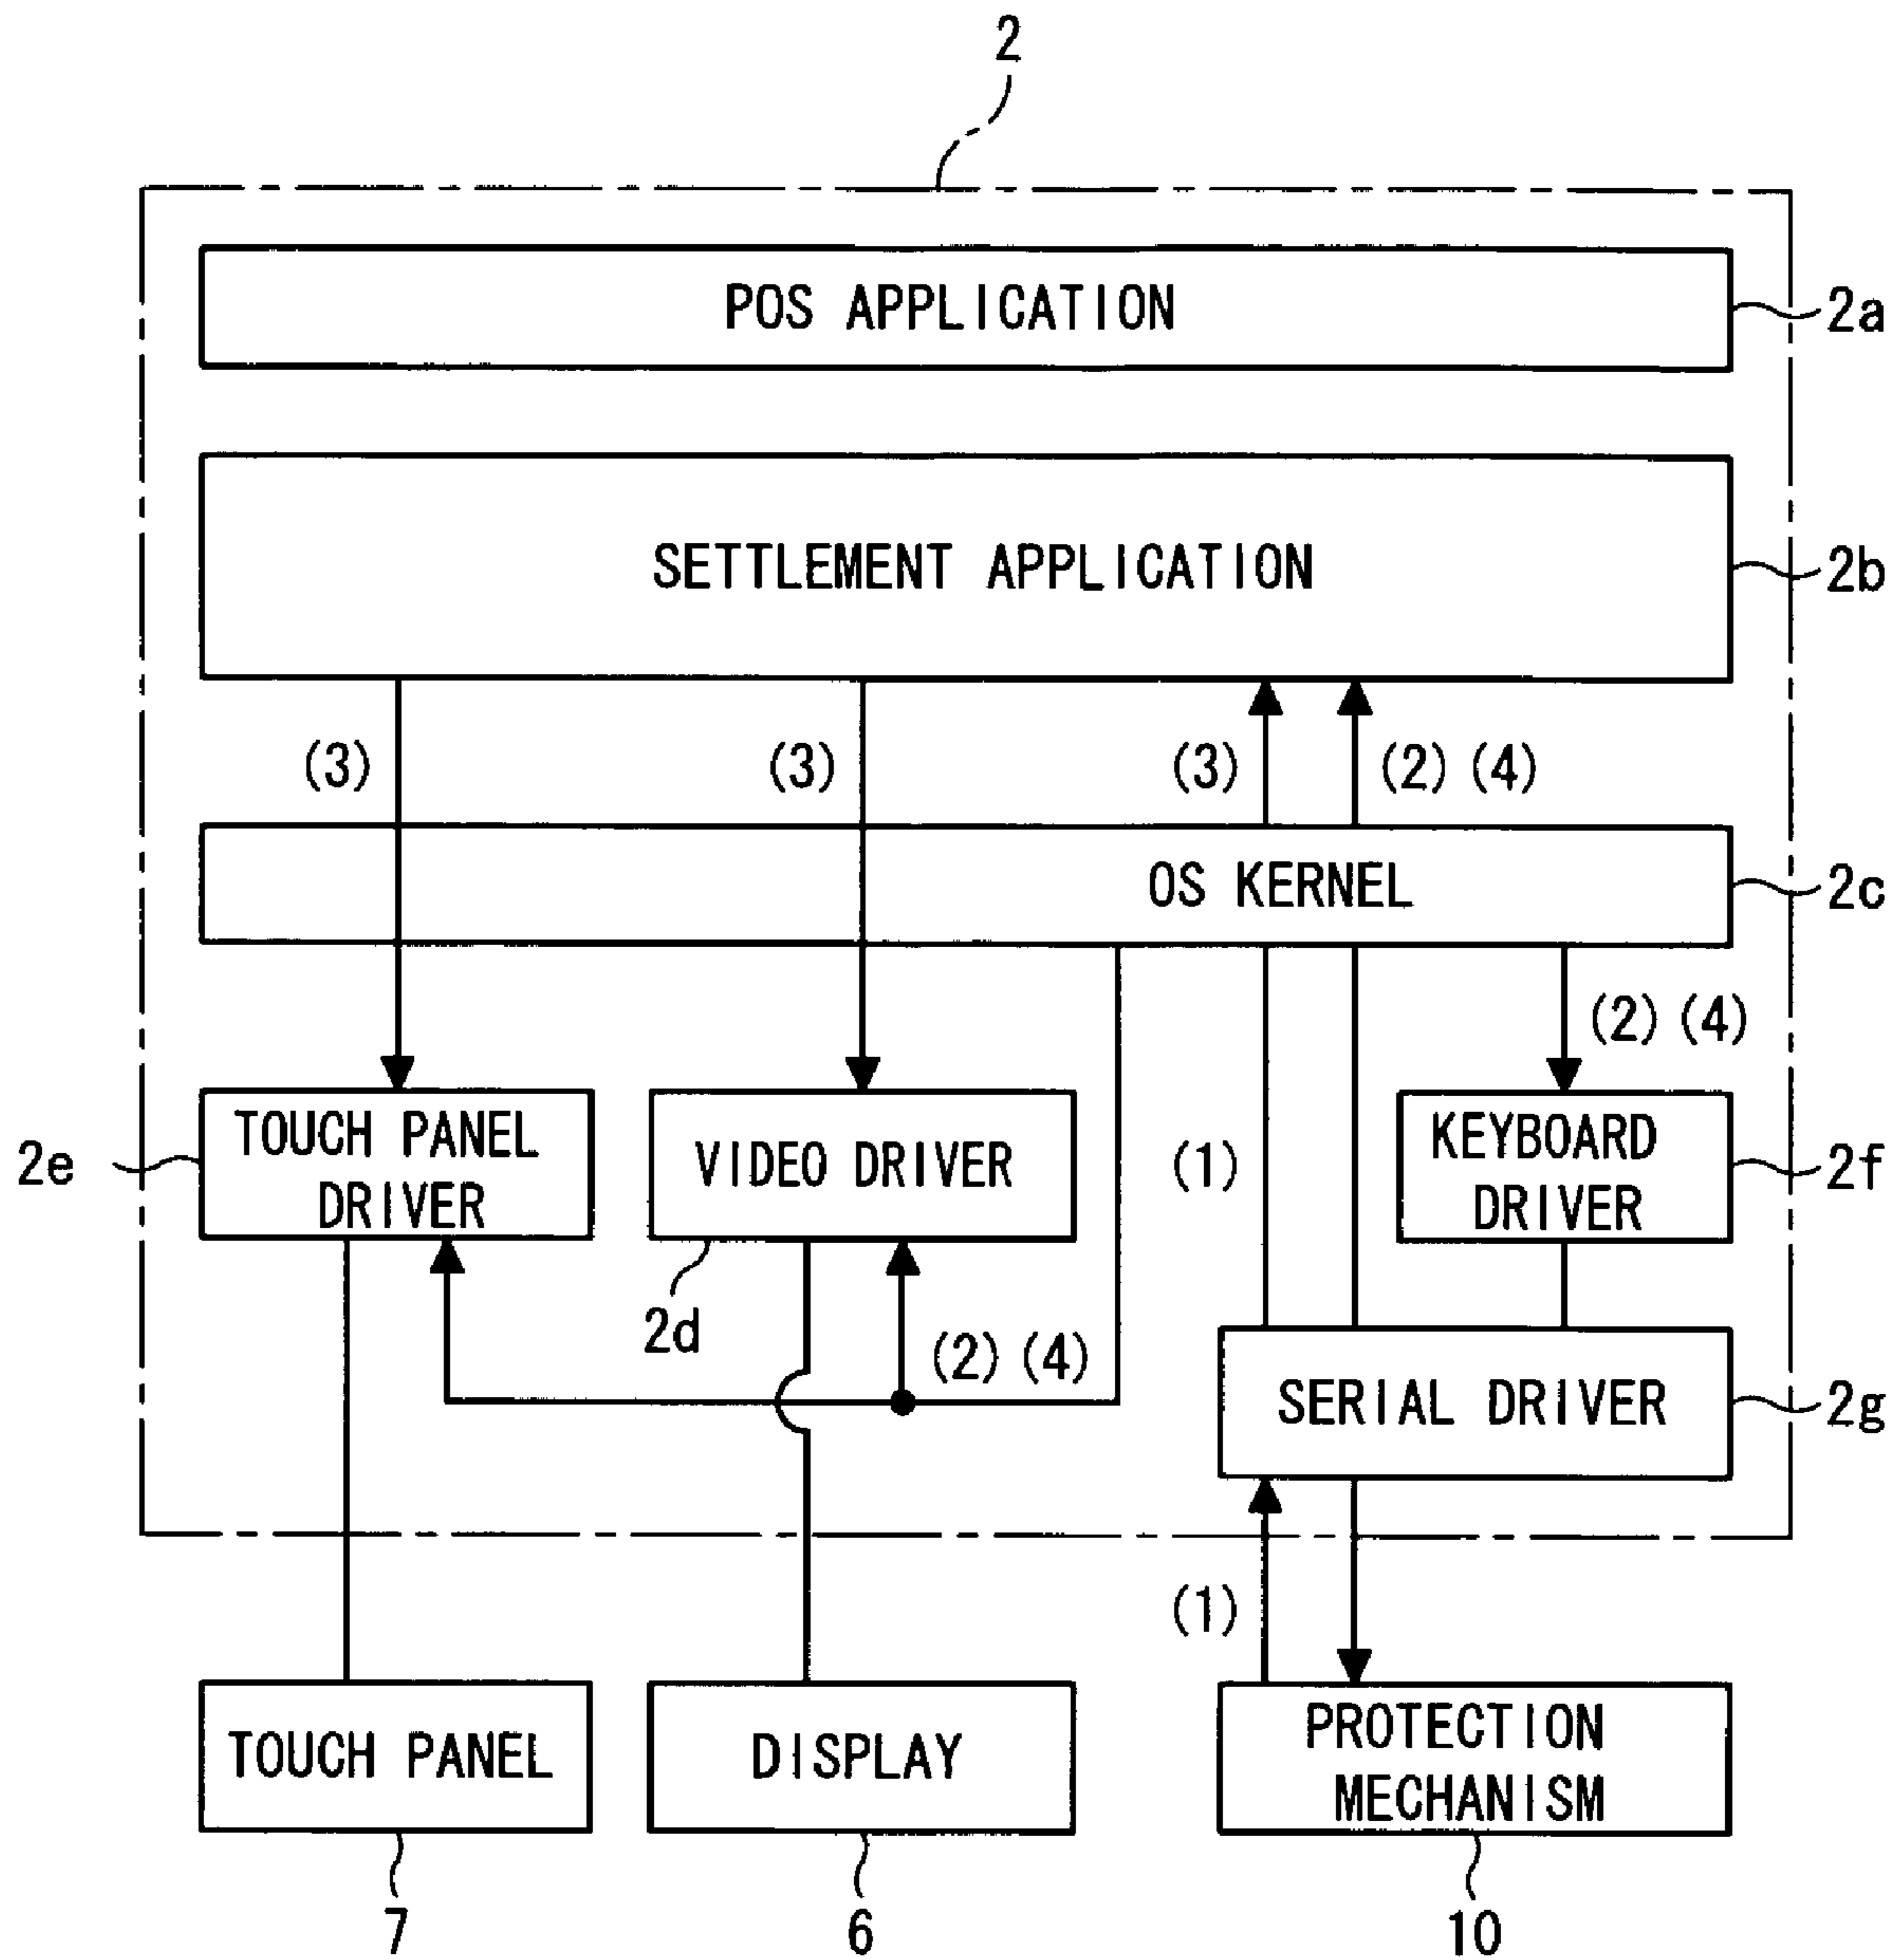 2
POS APPLICATION
2a
SETTLEMENT APPLICATION
2b
(3)
(3)
(3)
(2) (4)
OS KERNEL
2c
(2) (4)
2e
TOUCH PANEL
DRIVER
VIDEO DRIVER
(1)
KEYBOARD
DRIVER
2f
2d
(2) (4)
SERIAL DRIVER
2g
(1)
TOUCH PANEL
DISPLAY
PROTECTION
MECHANISM
7
6
10